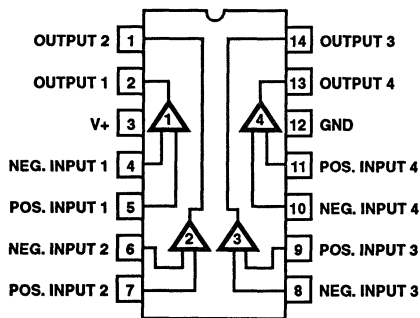 OUTPUT 2 1 14 OUTPUT 3
OUTPUT 1 2 13 OUTPUT 4
V+ 3 1 4 12 GND
NEG. INPUT 1 4 11 POS. INPUT 4
POS. INPUT 1 5 10 NEG. INPUT 4
NEG. INPUT 2 6 2 3 9 POS. INPUT 3
POS. INPUT 2 7 8 NEG. INPUT 3